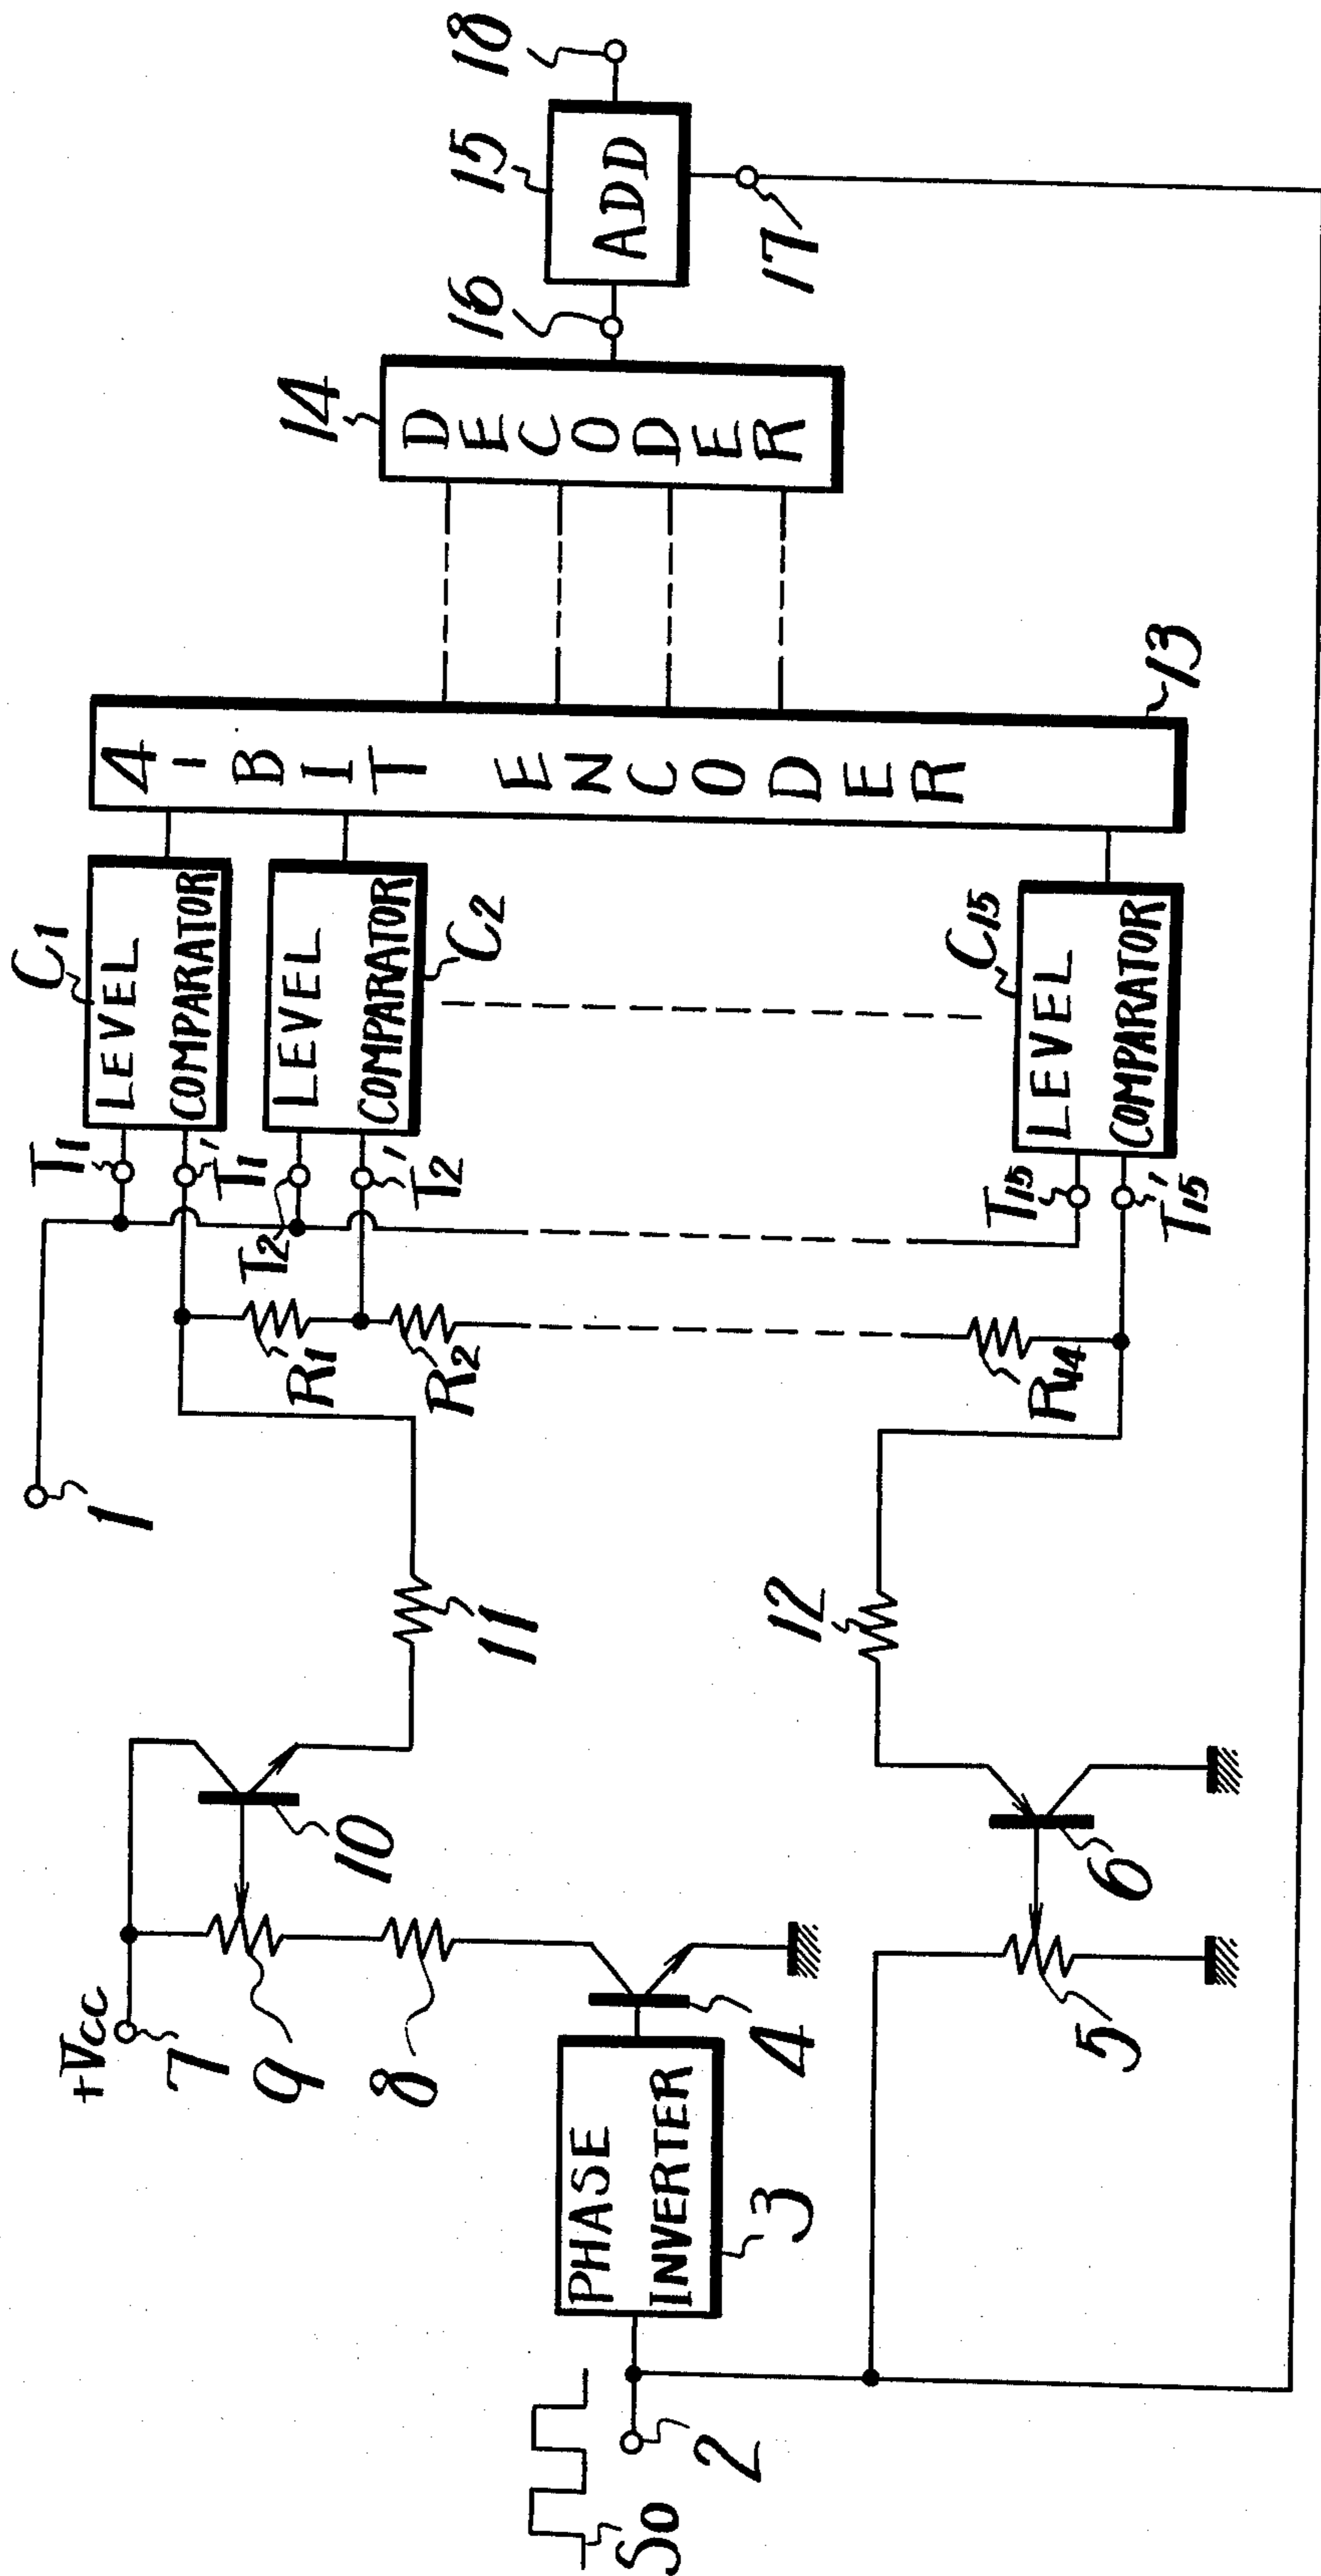 +Vcc
7
9
8
10
11
1
S0
2
PHASE
INVERTER
3
4
5
6
12
R1
R2
R14
T1
T1'
T2
T2'
T15
T15'
C1
LEVEL
COMPARATOR
LEVEL
COMPARATOR
C2
C15
LEVEL
COMPARATOR
4-BIT ENCODER
13
14
DECODER
16
15
ADD
17
18